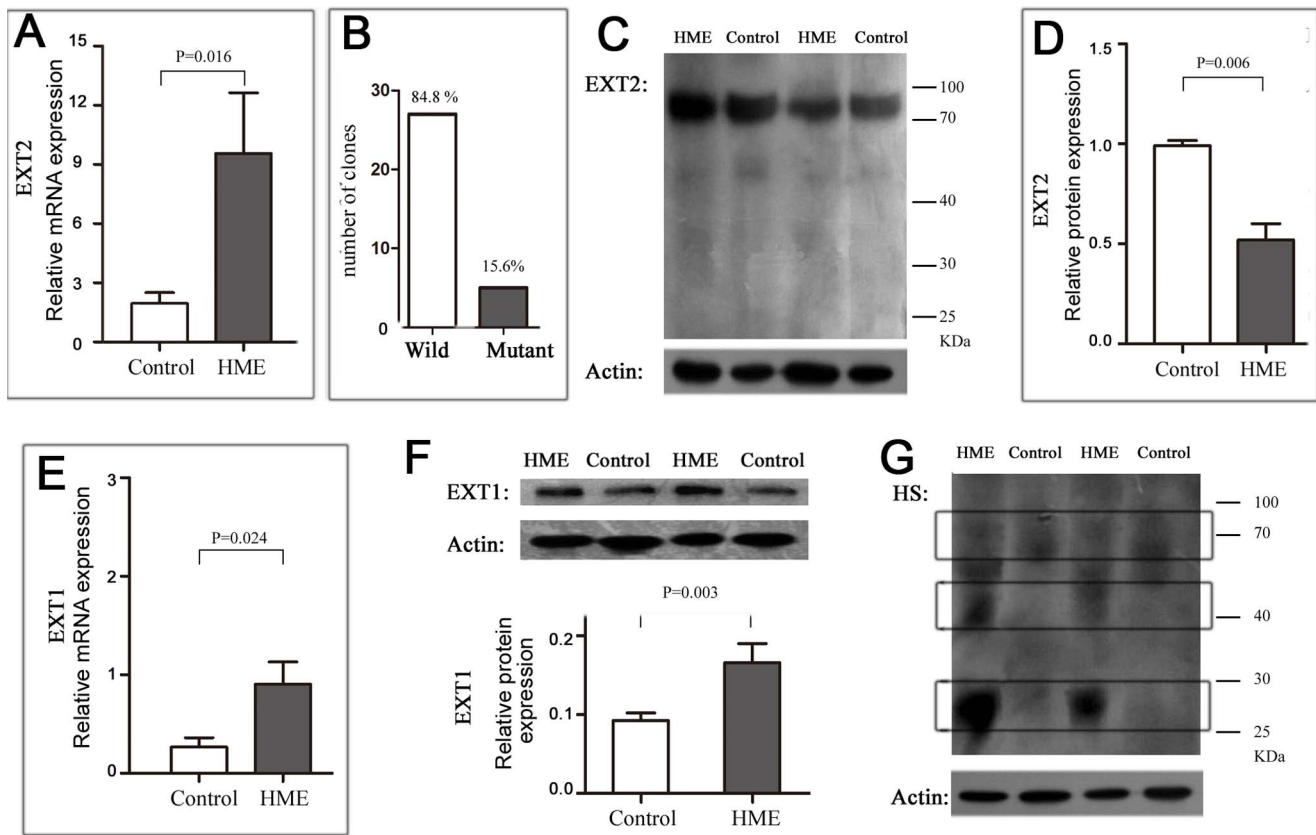 A
EXT2
Relative mRNA expression
15
12
9
6
3
0
P=0.016
Control HME
B
number of clones
30
20
10
0
84.8 %
15.6%
Wild Mutant
C
HME Control HME Control
EXT2:
100
70
40
30
25
KDa
Actin:
D
EXT2
Relative protein expression
1.5
1.0
0.5
0.0
P=0.006
Control HME
E
EXT1
Relative mRNA expression
3
2
1
0
P=0.024
Control HME
F
HME Control HME Control
EXT1:
Actin:
P=0.003
EXT1
Relative protein
expression
0.2
0.1
0.0
Control HME
G
HME Control HME Control
HS:
100
70
40
30
25
KDa
Actin: